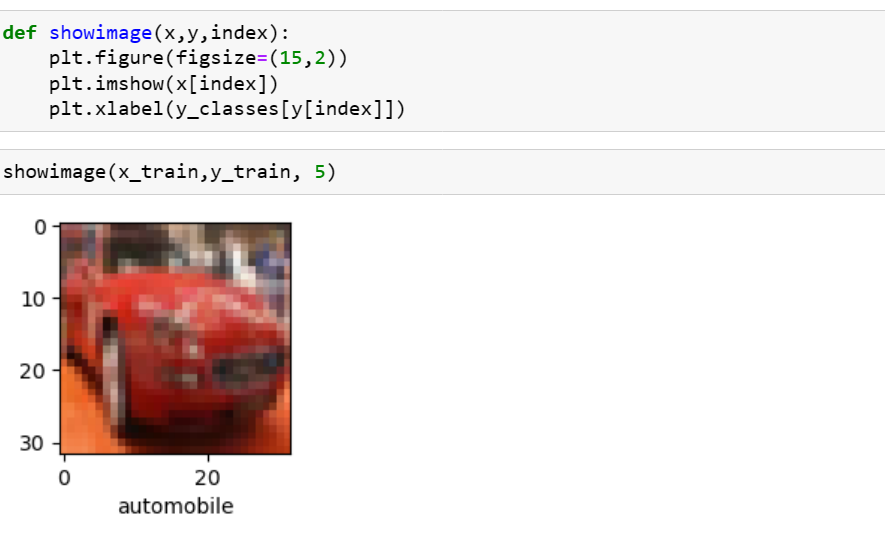 def showimage(x,y,index):
    plt.figure(figsize=(15,2))
    plt.imshow(x[index])
    plt.xlabel(y_classes[y[index]])
showimage(x_train,y_train, 5)
0
10
20
30
0 20
automobile